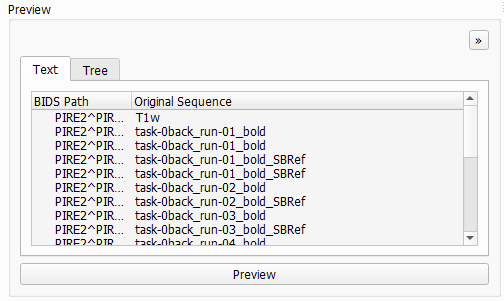 Preview
»
Text Tree
BIDS Path Original Sequence
PIRE2^PIR... T1w
PIRE2^PIR... task-0back_run-01_bold
PIRE2^PIR... task-0back_run-01_bold
PIRE2^PIR... task-0back_run-01_bold_SBRef
PIRE2^PIR... task-0back_run-01_bold_SBRef
PIRE2^PIR... task-0back_run-02_bold
PIRE2^PIR... task-0back_run-02_bold_SBRef
PIRE2^PIR... task-0back_run-03_bold
PIRE2^PIR... task-0back_run-03_bold_SBRef
PIRE2^PIR... task-0back_run-04_bold
Preview